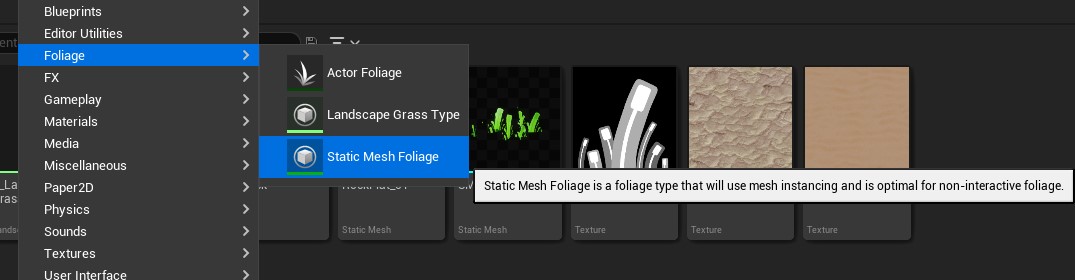 Blueprints
Editor Utilities
Foliage
FX
Gameplay
Materials
Media
Miscellaneous
Paper2D
Physics
Sounds
Textures
User Interface
Actor Foliage
Landscape Grass Type
Static Mesh Foliage
Static Mesh Foliage is a foliage type that will use mesh instancing and is optimal for non-interactive foliage.
Static Mesh
Static Mesh
Texture
Texture
Texture